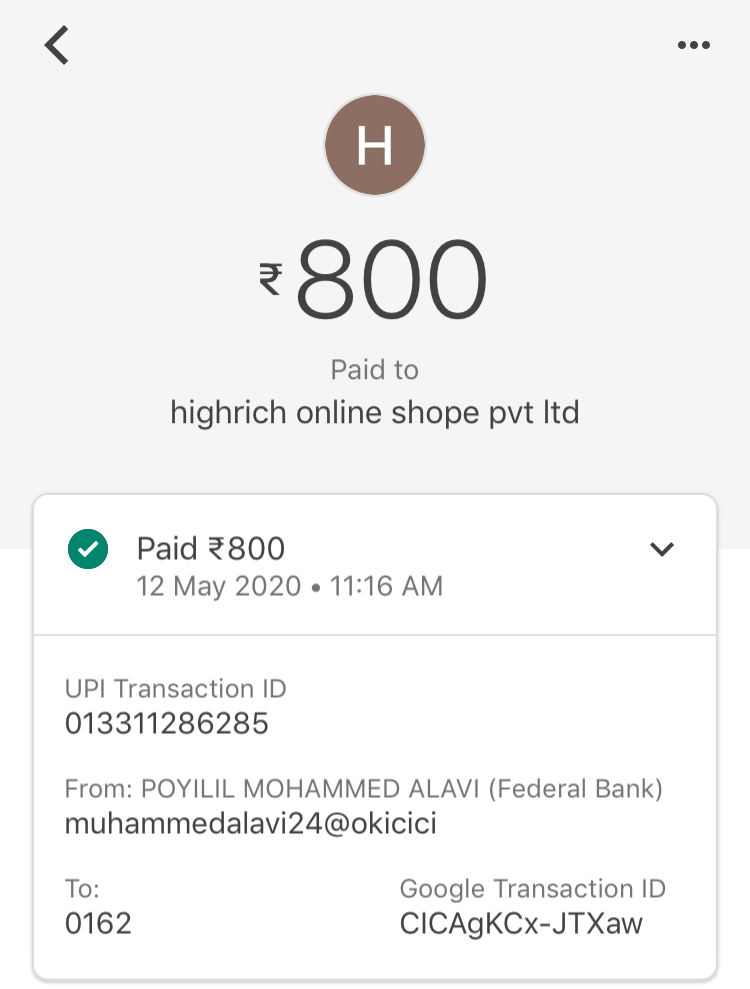 H
₹800
Paid to
highrich online shope pvt ltd
Paid ₹800
12 May 2020 • 11:16 AM
UPI Transaction ID
013311286285
From: POYILIL MOHAMMED ALAVI (Federal Bank)
muhammedalavi24@okicici
To:
0162
Google Transaction ID
CICAgKCx-JTXaw